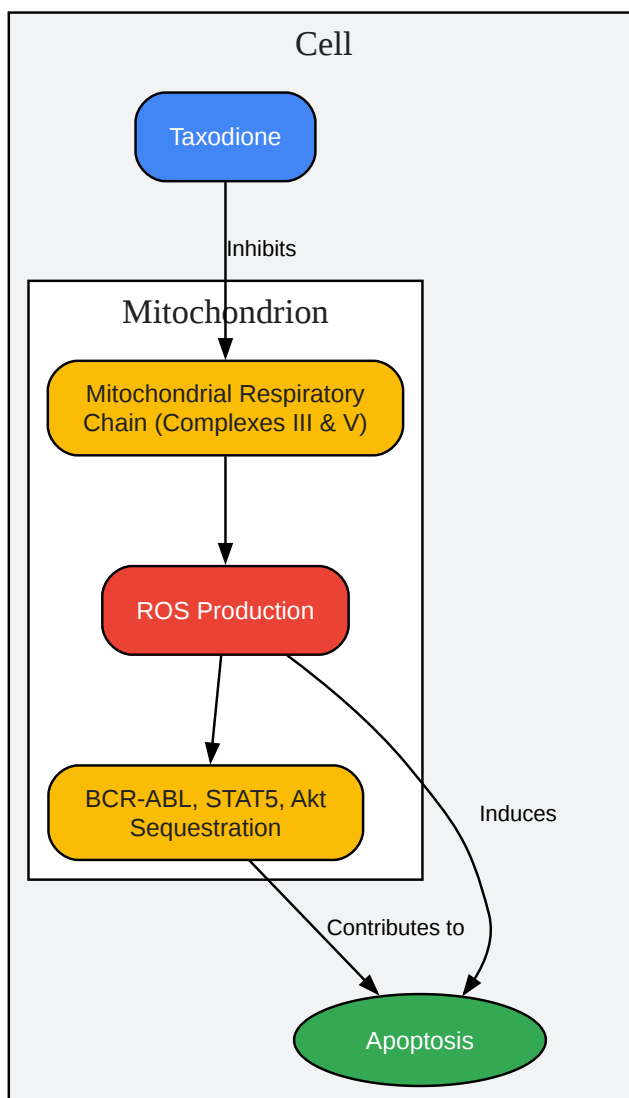 Cell
Taxodione
Inhibits
Mitochondrion
Mitochondrial Respiratory
Chain (Complexes III & V)
ROS Production
BCR-ABL, STAT5, Akt
Sequestration
Induces
Contributes to
Apoptosis